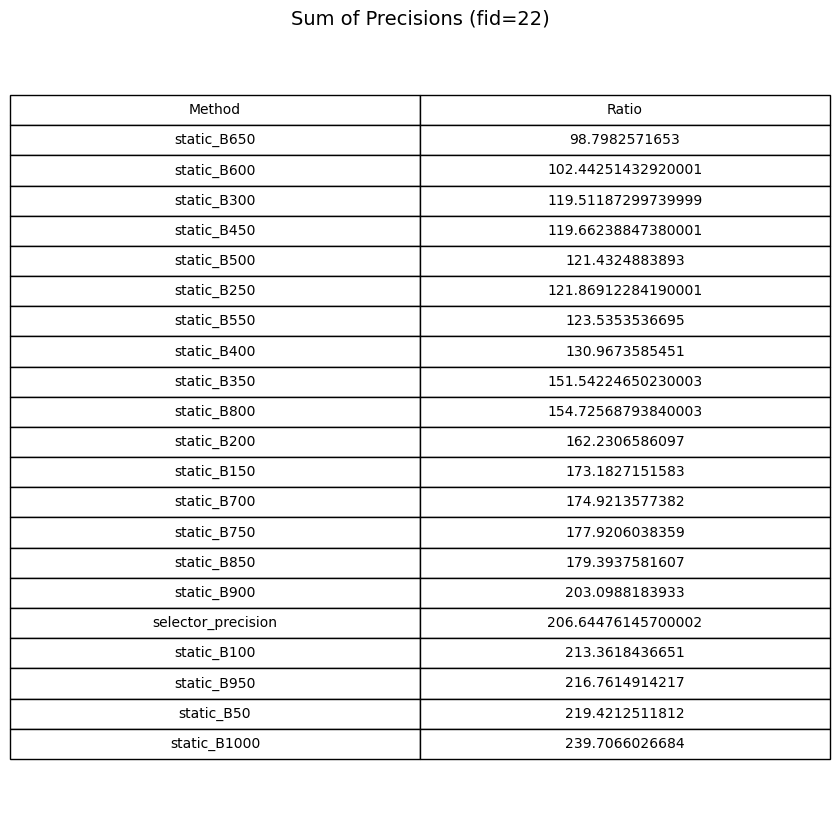 Sum of Precisions (fid=22)
Method Ratio
static_B650 98.7982571653
static_B600 102.44251432920001
static_B300 119.51187299739999
static_B450 119.66238847380001
static_B500 121.4324883893
static_B250 121.86912284190001
static_B550 123.5353536695
static_B400 130.9673585451
static_B350 151.54224650230003
static_B800 154.72568793840003
static_B200 162.2306586097
static_B150 173.1827151583
static_B700 174.9213577382
static_B750 177.9206038359
static_B850 179.3937581607
static_B900 203.0988183933
selector_precision 206.64476145700002
static_B100 213.3618436651
static_B950 216.7614914217
static_B50 219.4212511812
static_B1000 239.7066026684